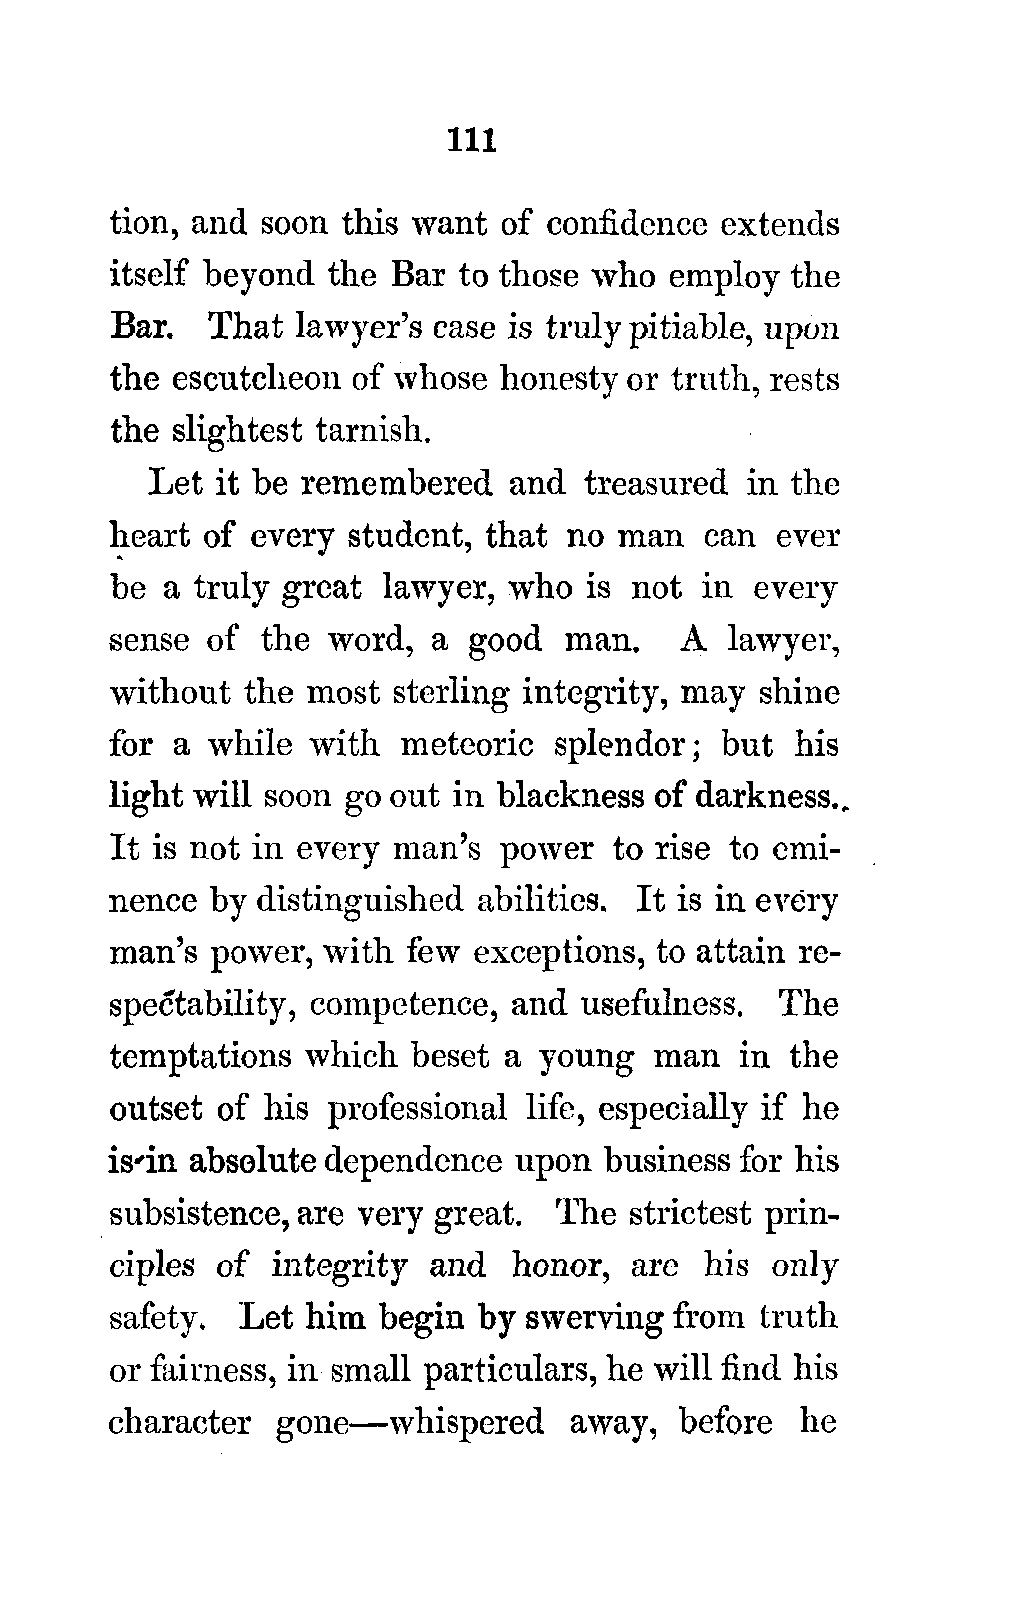 111
tion, and soon this want of confidence extends
itself beyond the Bar to those who employ the
Bar. That lawyer's case is truly pitiable, upon
the escutcheon of whose honesty or truth, rests
the slightest tarnish.
Let it be remembered and treasured in the
heart of every student, that no man can ever
be a truly great lawyer, who is not in every
sense of the word, a good man. A lawyer,
without the most sterling integrity, may shine
for a while with meteoric splendor; but his
light will soon go out in blackness of darkness.
It is not in every man's power to rise to emi-
nence by distinguished abilities. It is in every
man's power, with few exceptions, to attain re-
spectability, competence, and usefulness. The
temptations which beset a young man in the
outset of his professional life, especially if he
is in absolute dependence upon business for his
subsistence, are very great. The strictest prin-
ciples of integrity and honor, are his only
safety. Let him begin by swerving from truth
or fairness, in small particulars, he will find his
character gone—whispered away, before he